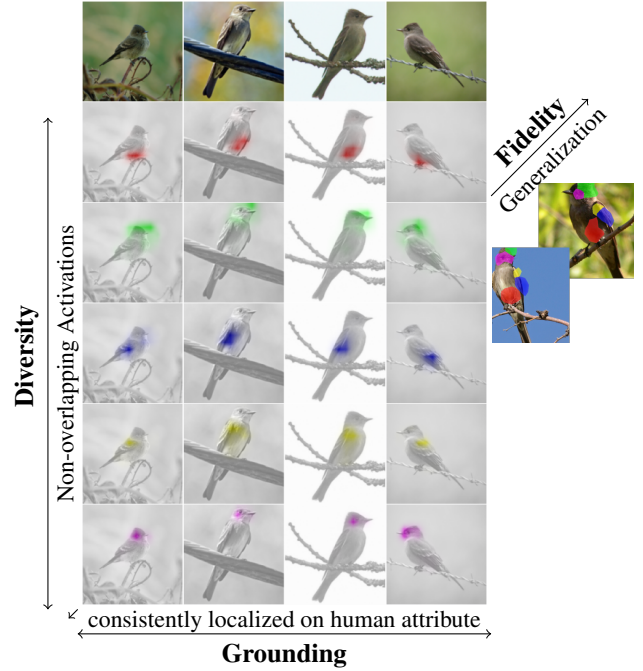 Fidelity
Generalization
Diversity
Non-overlapping Activations
consistently localized on human attribute
Grounding